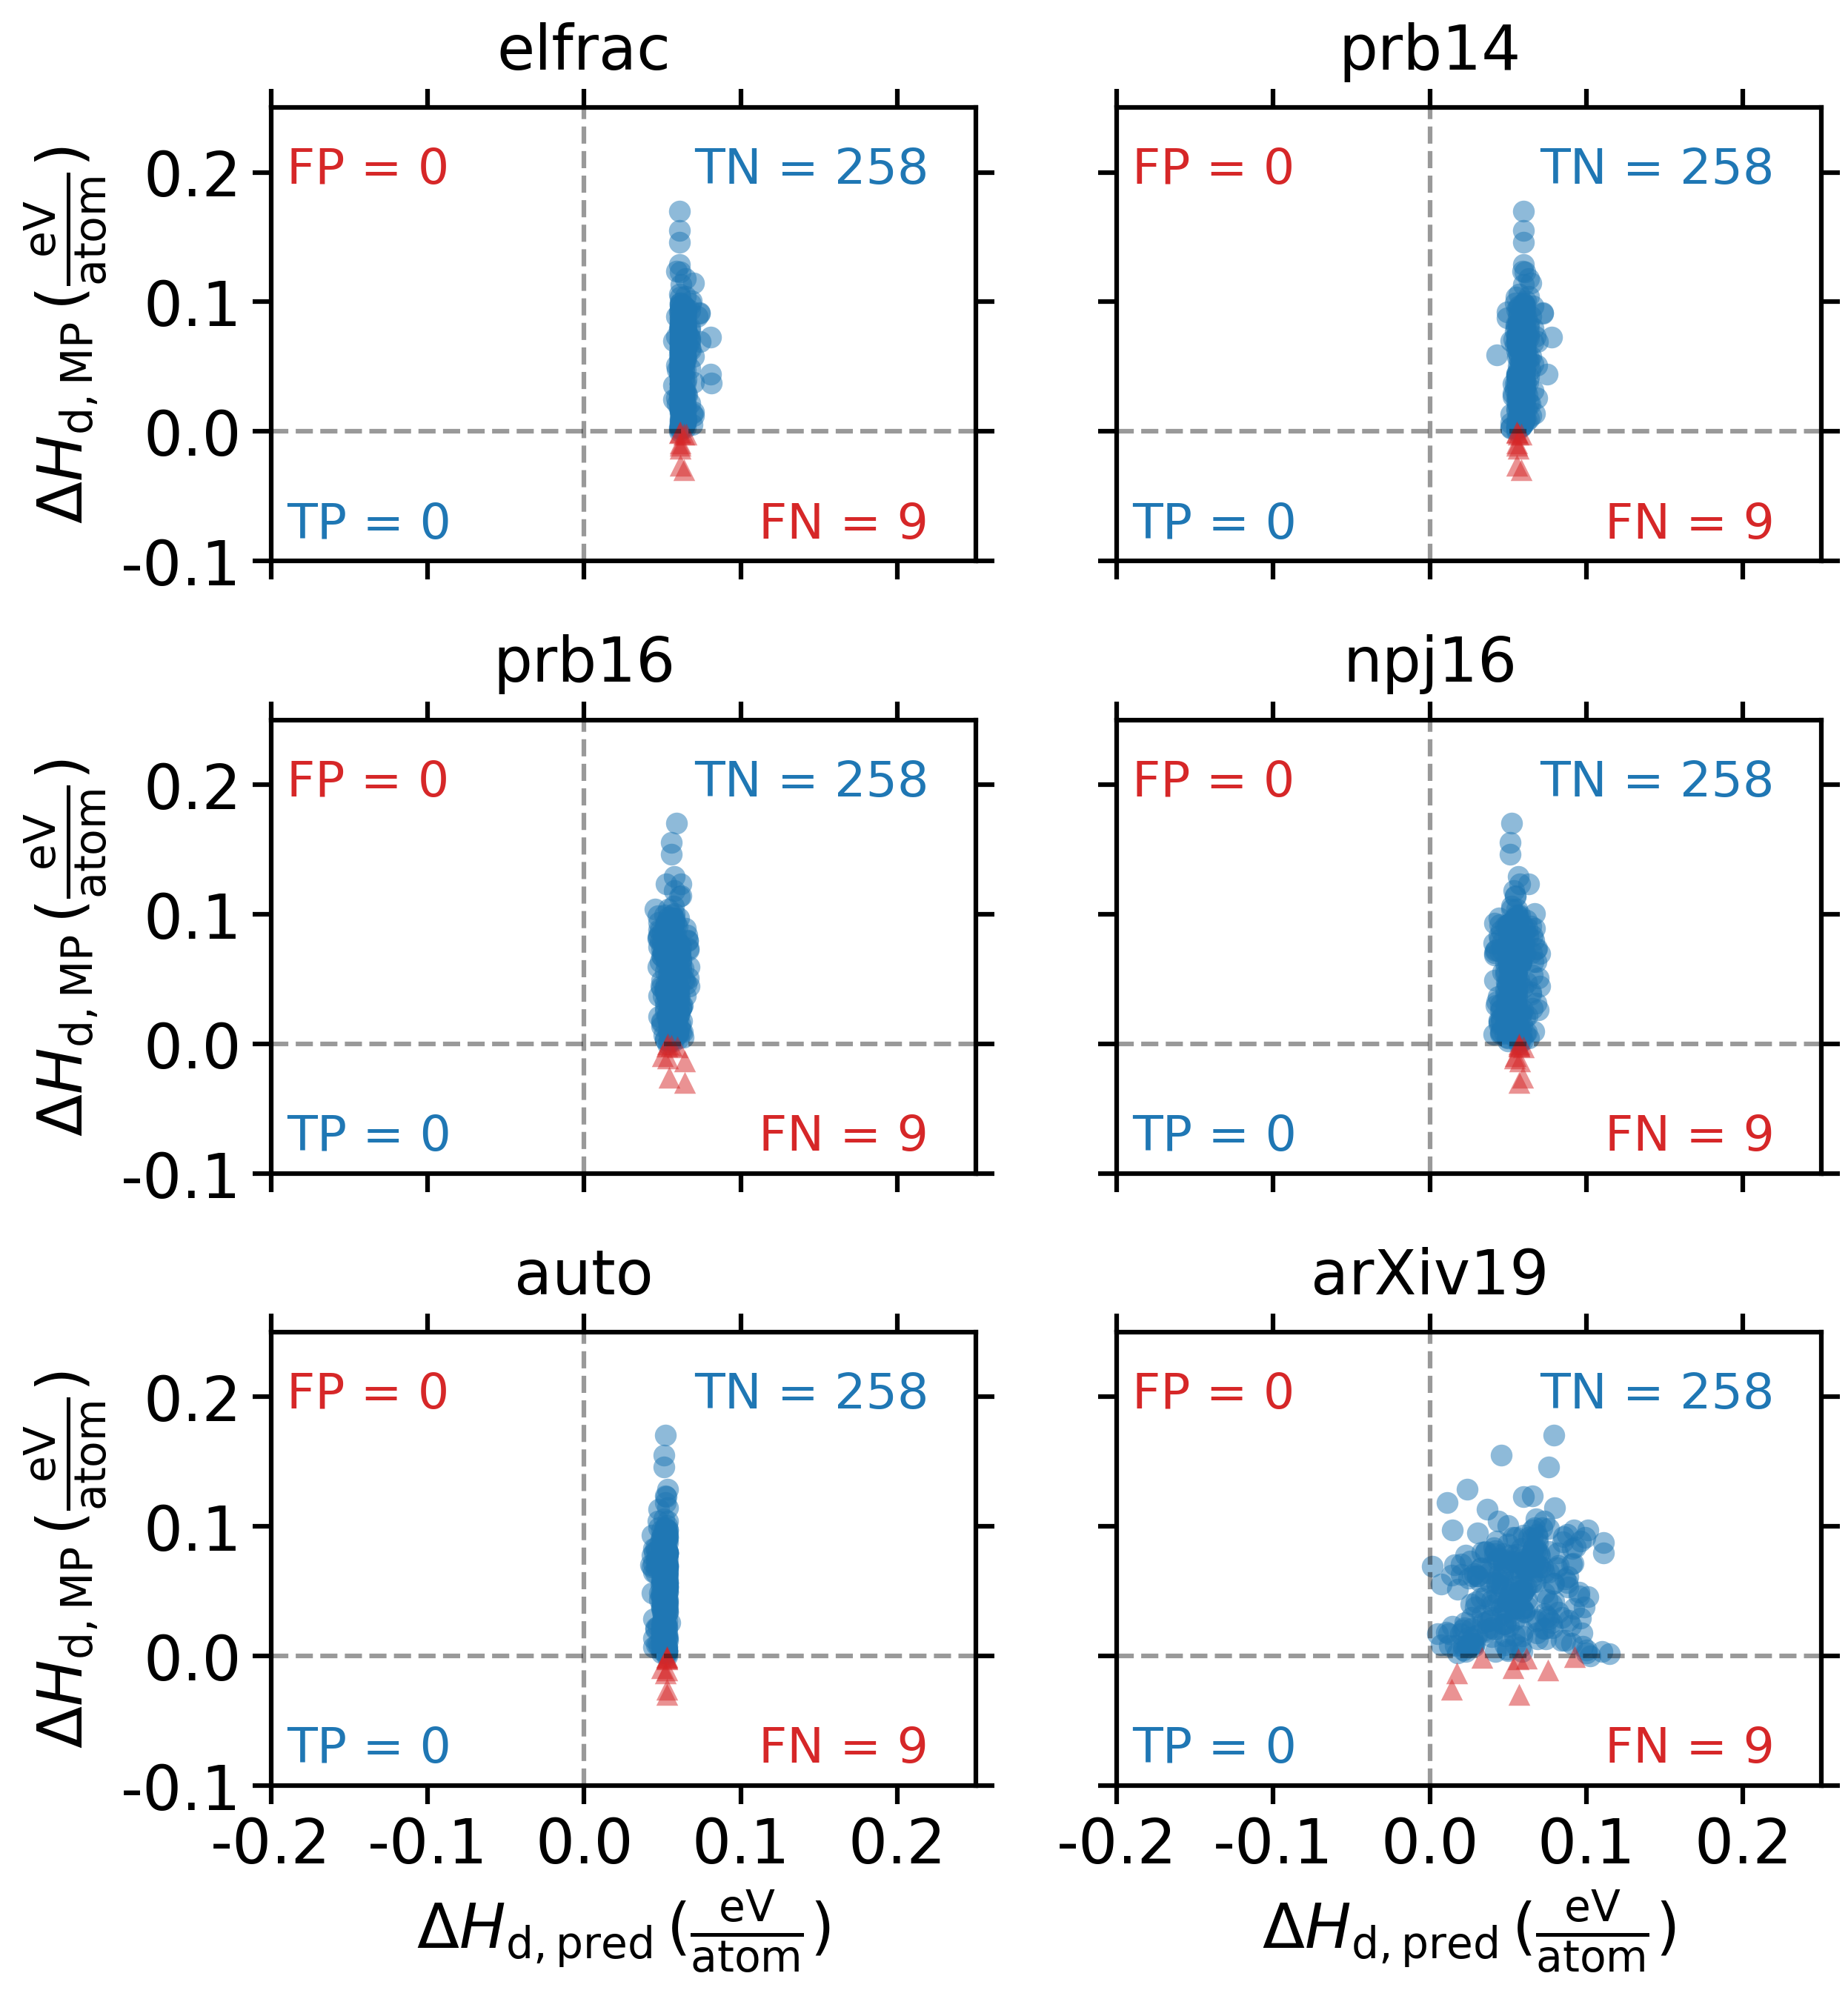 elfrac
prb14
0.2
0.1
0.0
-0.1
ΔH_d, MP (eV/atom)
FP = 0
TN = 258
TP = 0
FN = 9
FP = 0
TN = 258
TP = 0
FN = 9
prb16
npj16
0.2
0.1
0.0
-0.1
ΔH_d, MP (eV/atom)
FP = 0
TN = 258
TP = 0
FN = 9
FP = 0
TN = 258
TP = 0
FN = 9
auto
arXiv19
0.2
0.1
0.0
-0.1
ΔH_d, MP (eV/atom)
FP = 0
TN = 258
TP = 0
FN = 9
FP = 0
TN = 258
TP = 0
FN = 9
-0.2 -0.1 0.0 0.1 0.2
-0.2 -0.1 0.0 0.1 0.2
ΔH_d, pred (eV/atom)
ΔH_d, pred (eV/atom)